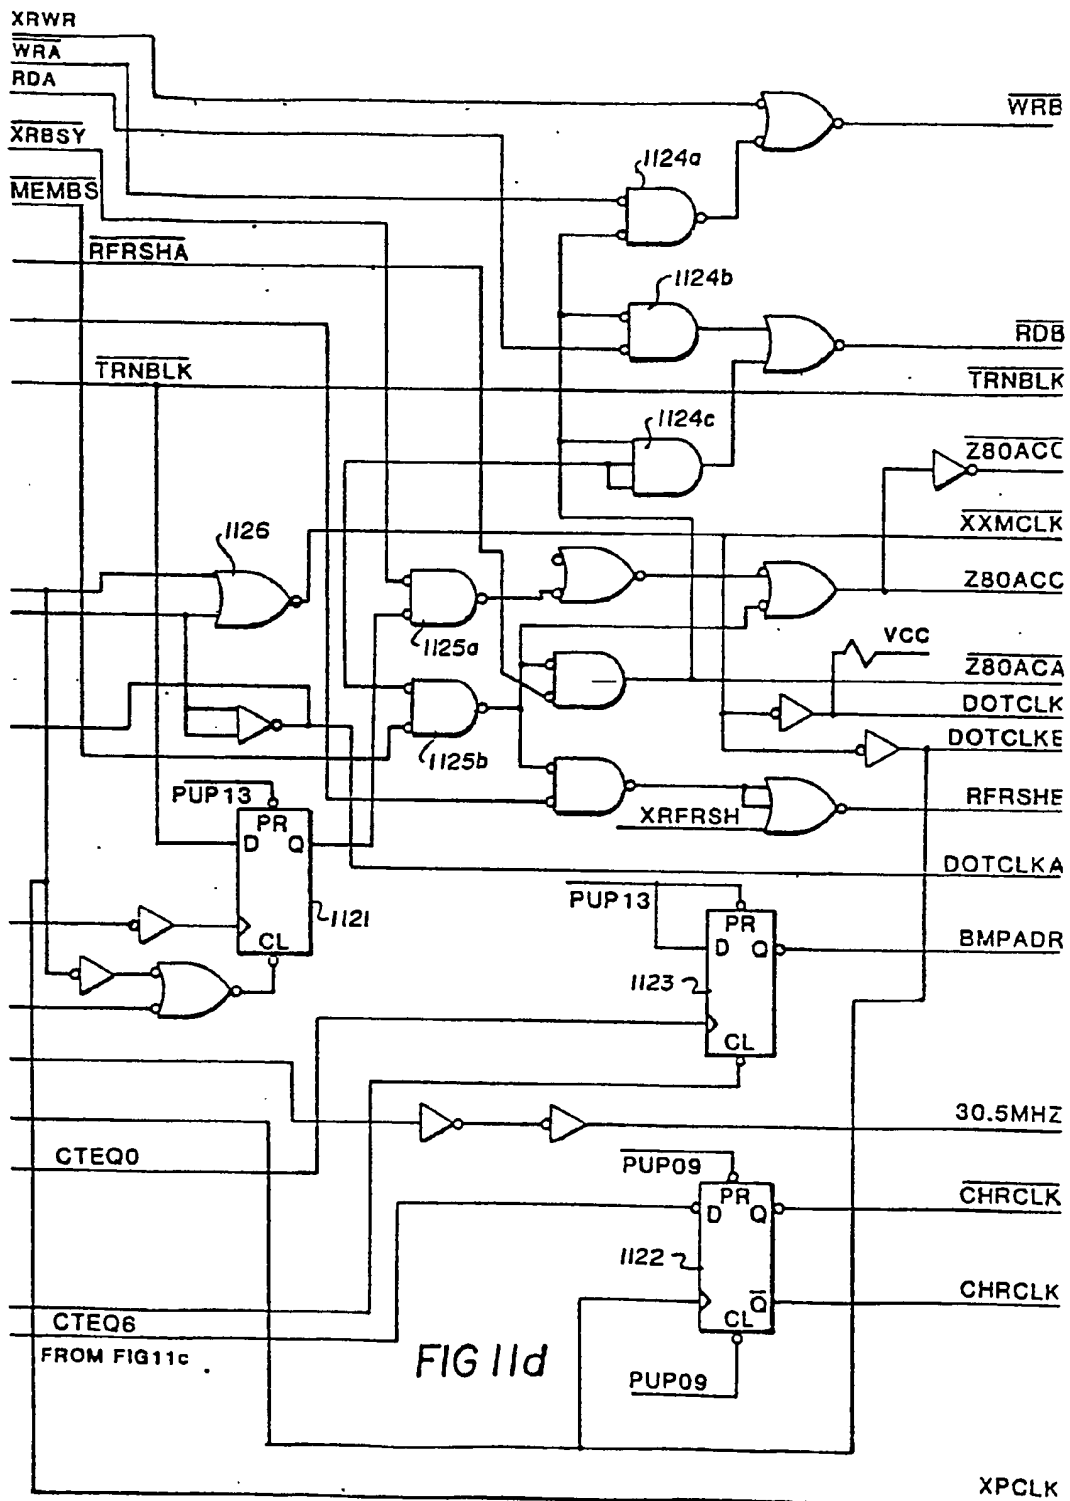 XRWR
WRA
RDA
WRB
XRBSY
1124a
MEMBS
RFRSHA
1124b
RDB
TRNBLK
TRNBLK
1124c
Z80ACC
1126
XXMCLK
Z80ACC
1125a
VCC
Z80ACA
DOTCLK
1125b
DOTCLKE
PUP13
RFRSHE
XRFRSH
PR
D Q
DOTCLKA
PUP13
1121
PR
CL
D Q
BMPADR
1123
CL
30.5MHZ
CTEQ0
PUP09
PR
CHRCLK
D Q
1122
CHRCLK
Q
CTEQ6
CL
FROM FIG11c
FIG 11d
PUP09
XPCLK